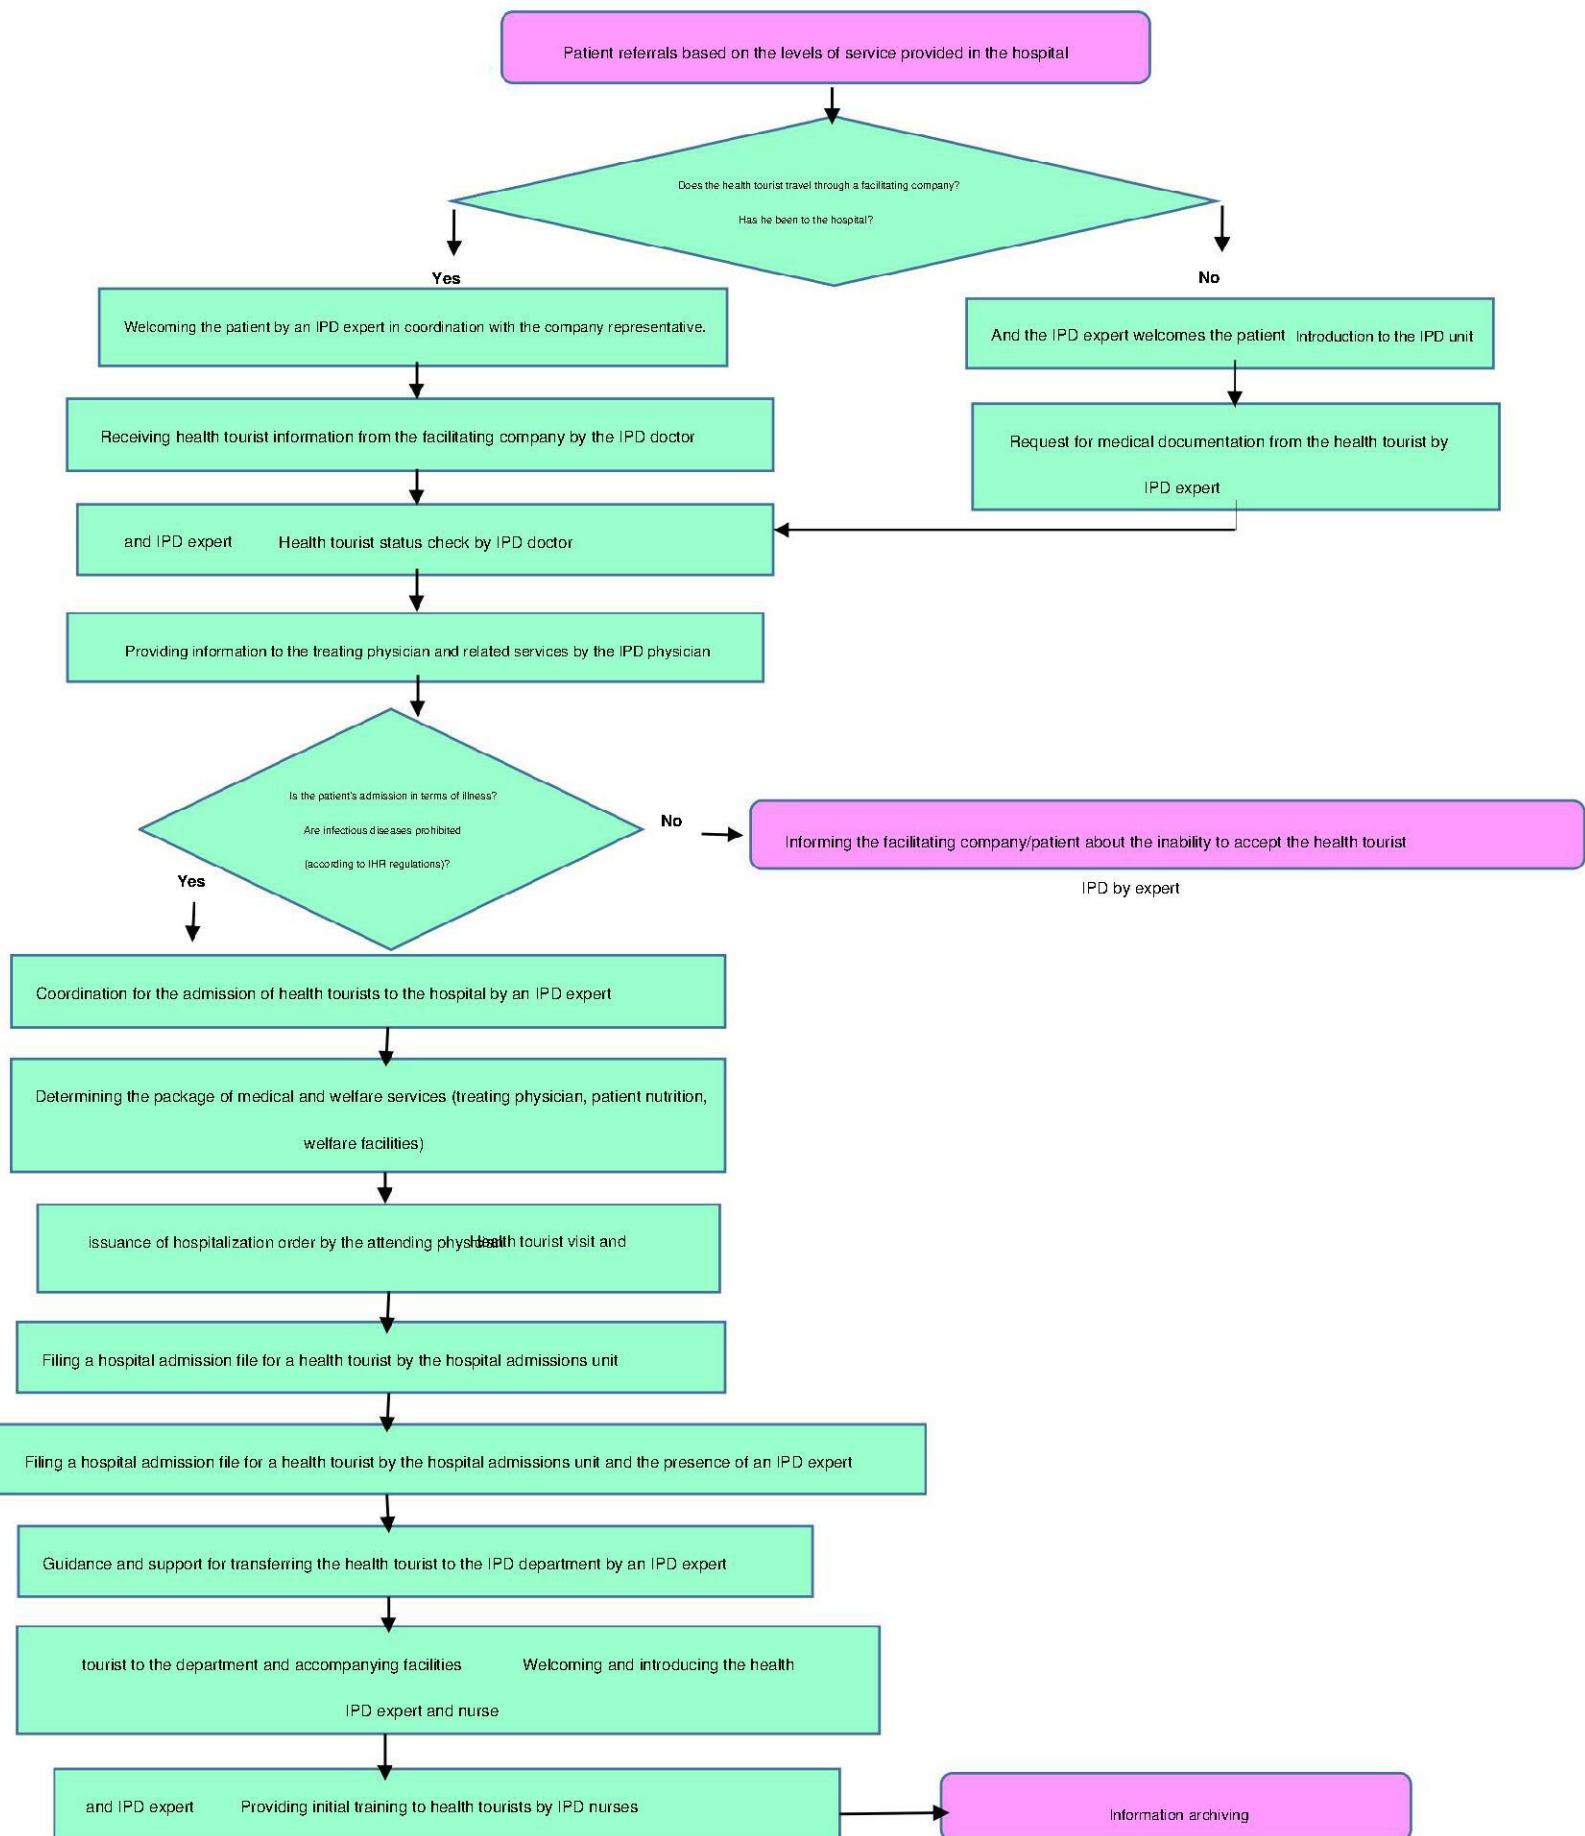 Patient referrals based on the levels of service provided in the hospital
Does the health tourist travel through a facilitating company?
Has he been to the hospital?
Yes
No
Welcoming the patient by an IPD expert in coordination with the company representative.
And the IPD expert welcomes the patient Introduction to the IPD unit
Receiving health tourist information from the facilitating company by the IPD doctor
Request for medical documentation from the health tourist by
IPD expert
and IPD expert Health tourist status check by IPD doctor
Providing information to the treating physician and related services by the IPD physician
Is the patient's admission in terms of illness?
Are infectious diseases prohibited
(according to IHR regulations)?
No
Yes
Informing the facilitating company/patient about the inability to accept the health tourist
IPD by expert
Coordination for the admission of health tourists to the hospital by an IPD expert
Determining the package of medical and welfare services (treating physician, patient nutrition,
welfare facilities)
issuance of hospitalization order by the attending physician Health tourist visit and
Filing a hospital admission file for a health tourist by the hospital admissions unit
Filing a hospital admission file for a health tourist by the hospital admissions unit and the presence of an IPD expert
Guidance and support for transferring the health tourist to the IPD department by an IPD expert
tourist to the department and accompanying facilities Welcoming and introducing the health
IPD expert and nurse
and IPD expert Providing initial training to health tourists by IPD nurses
Information archiving